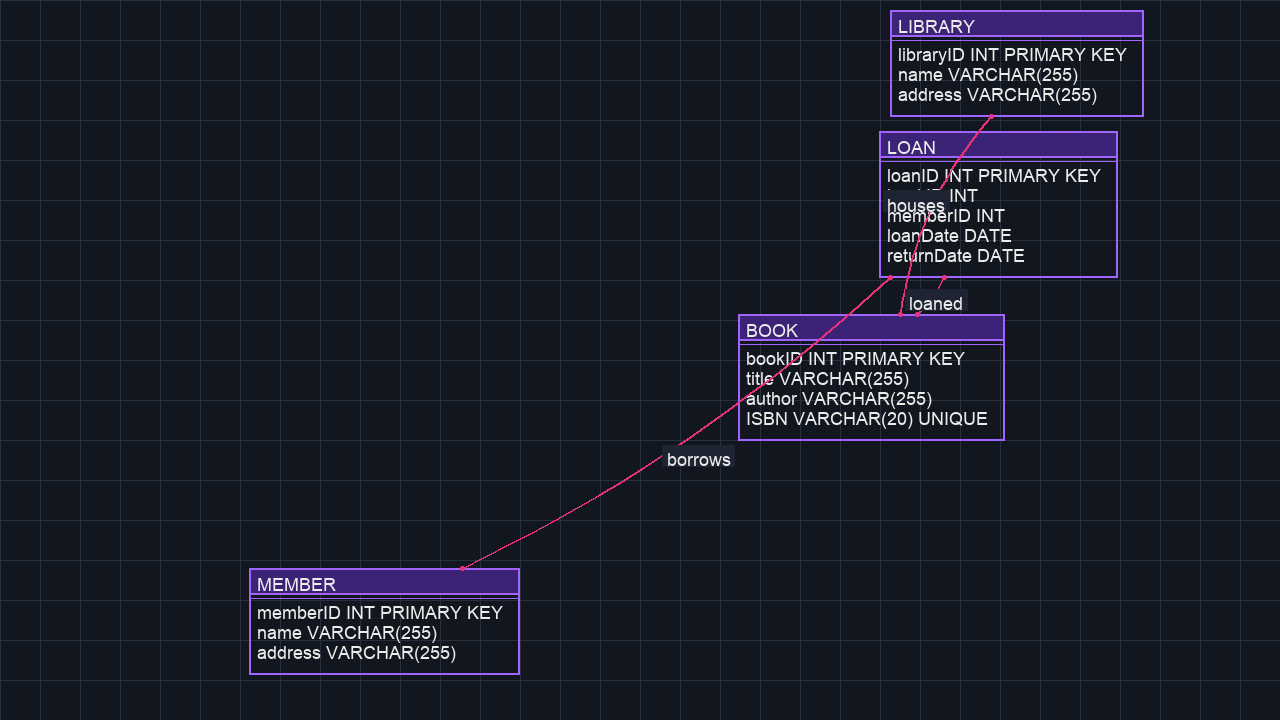 LIBRARY
libraryID INT PRIMARY KEY
name VARCHAR(255)
address VARCHAR(255)
LOAN
loanID INT PRIMARY KEY
INT
houses
memberID INT
loanDate DATE
returnDate DATE
loaned
BOOK
bookID INT PRIMARY KEY
title VARCHAR(255)
author VARCHAR(255)
ISBN VARCHAR(20) UNIQUE
borrows
MEMBER
memberID INT PRIMARY KEY
name VARCHAR(255)
address VARCHAR(255)